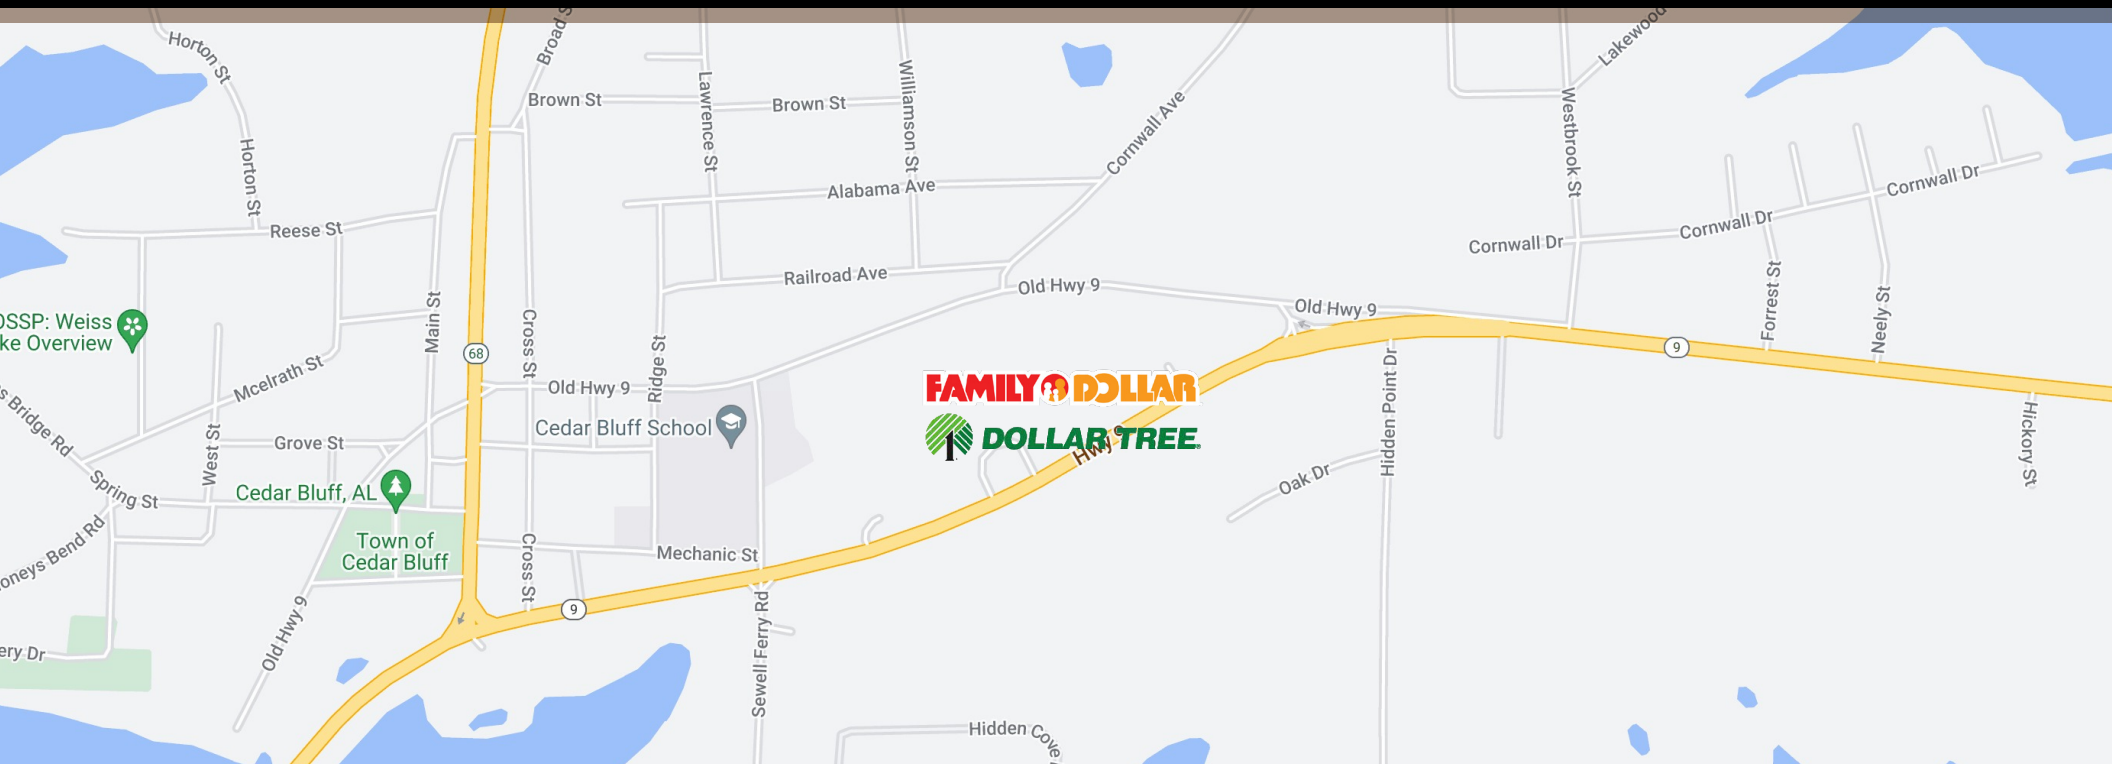 Horton St
Broad S
Lakewood
Brown St
Brown St
Lawrence St
Williamson St
Cornwall Ave
Westbrook St
Horton St
Alabama Ave
Cornwall Dr
Reese St
Cornwall Dr
Cornwall Dr
Railroad Ave
Old Hwy 9
Old Hwy 9
Forrest St
Neely St
OSSP: Weiss
ke Overview
Main St
68
Cross St
Ridge St
9
Mcelrath St
Old Hwy 9
FAMILY DOLLAR
Hidden Point Dr
s Bridge Rd
Grove St
Cedar Bluff School
1 DOLLAR TREE
Hwy 9
West St
Hickory St
Spring St
Cedar Bluff, AL
Oak Dr
oneys Bend Rd
Town of
Cedar Bluff
Mechanic St
Cross St
9
Old Hwy 9
Sewell Ferry Rd
ery Dr
Hidden Cove